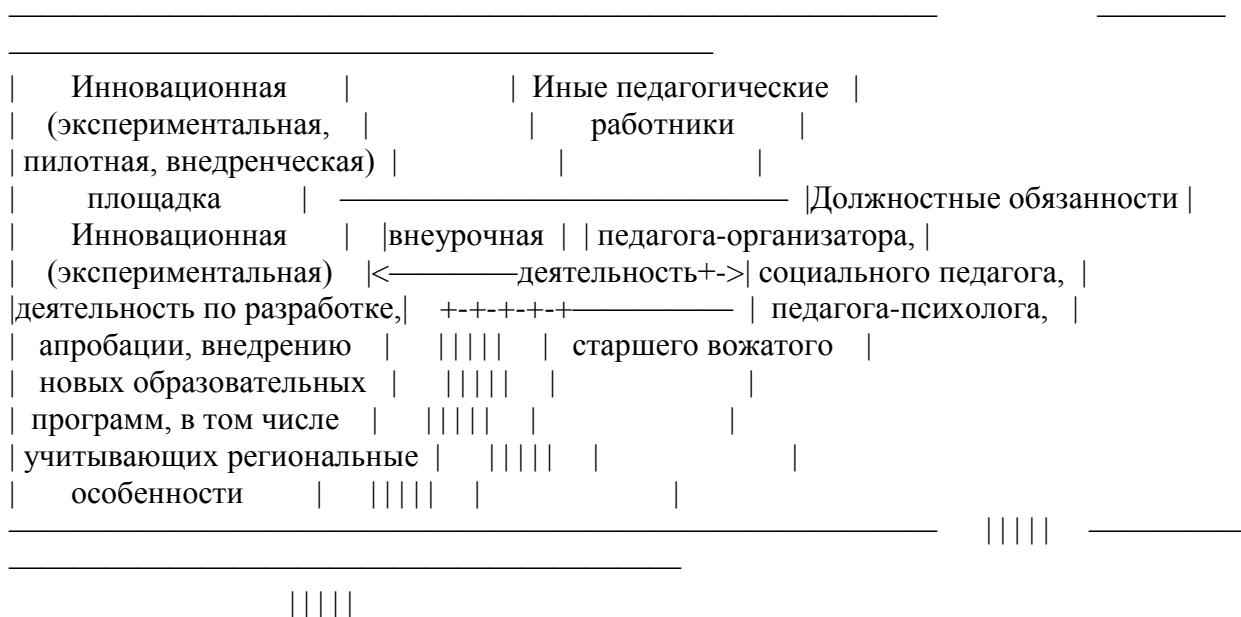 | Инновационная | | Иные педагогические |
| (экспериментальная, | | работники |
| пилотная, внедренческая) | | |
| площадка | ———————————————— |Должностные обязанности |
| Инновационная | |внеурочная | | педагога-организатора, |
| (экспериментальная) |<————деятельность+->| социального педагога, |
|деятельность по разработке,| +-+-+-+-+————— | педагога-психолога, |
| апробации, внедрению | | | | | | | старшего вожатого |
| новых образовательных | | | | | | | |
| программ, в том числе | | | | | | | |
| учитывающих региональные | | | | | | | |
| особенности | | | | | | | |
| | | | |
| | | | |